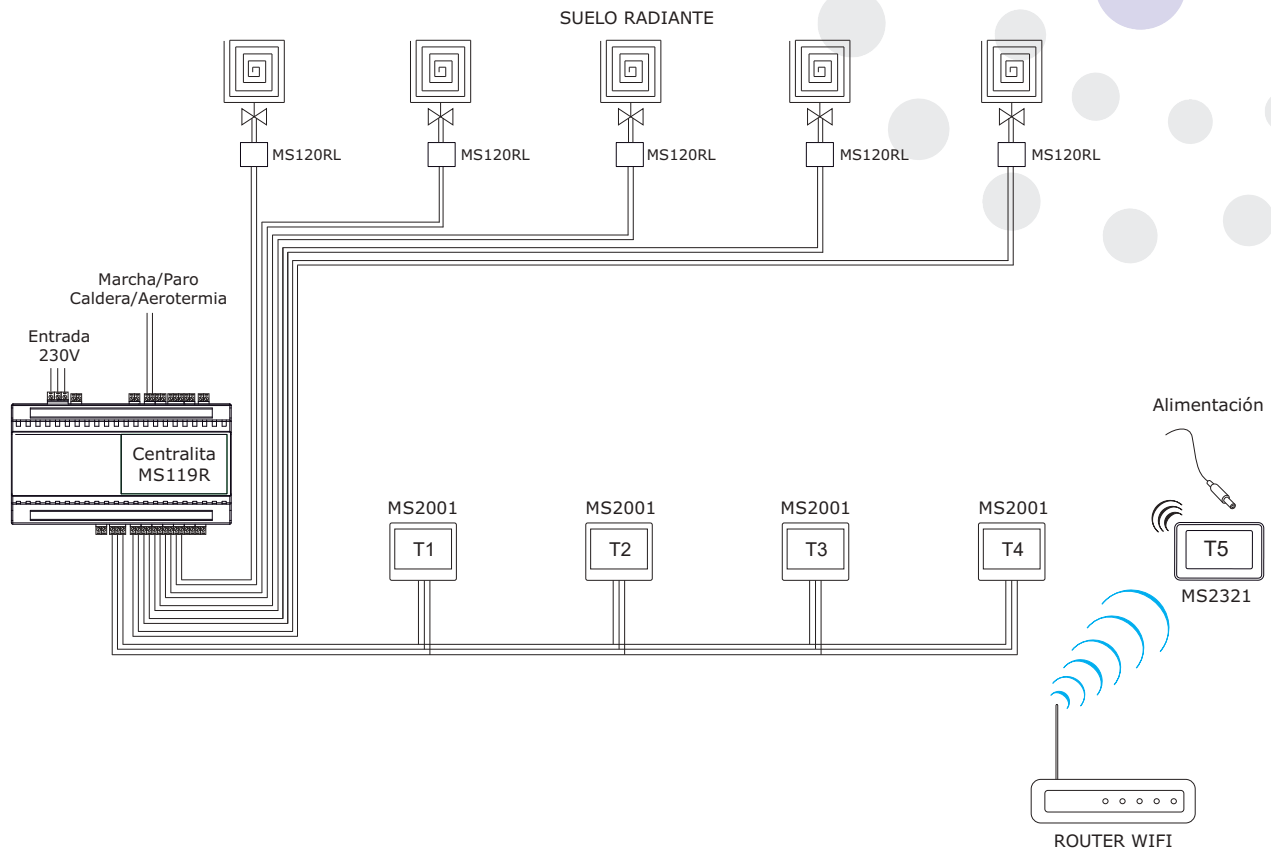 SUELO RADIANTE
MS120RL
MS120RL
MS120RL
MS120RL
MS120RL
Marcha/Paro
Caldera/Aerotermia
Entrada
230V
Centralita
MS119R
Alimentación
MS2001
T1
MS2001
T2
MS2001
T3
MS2001
T4
T5
MS2321
ROUTER WIFI